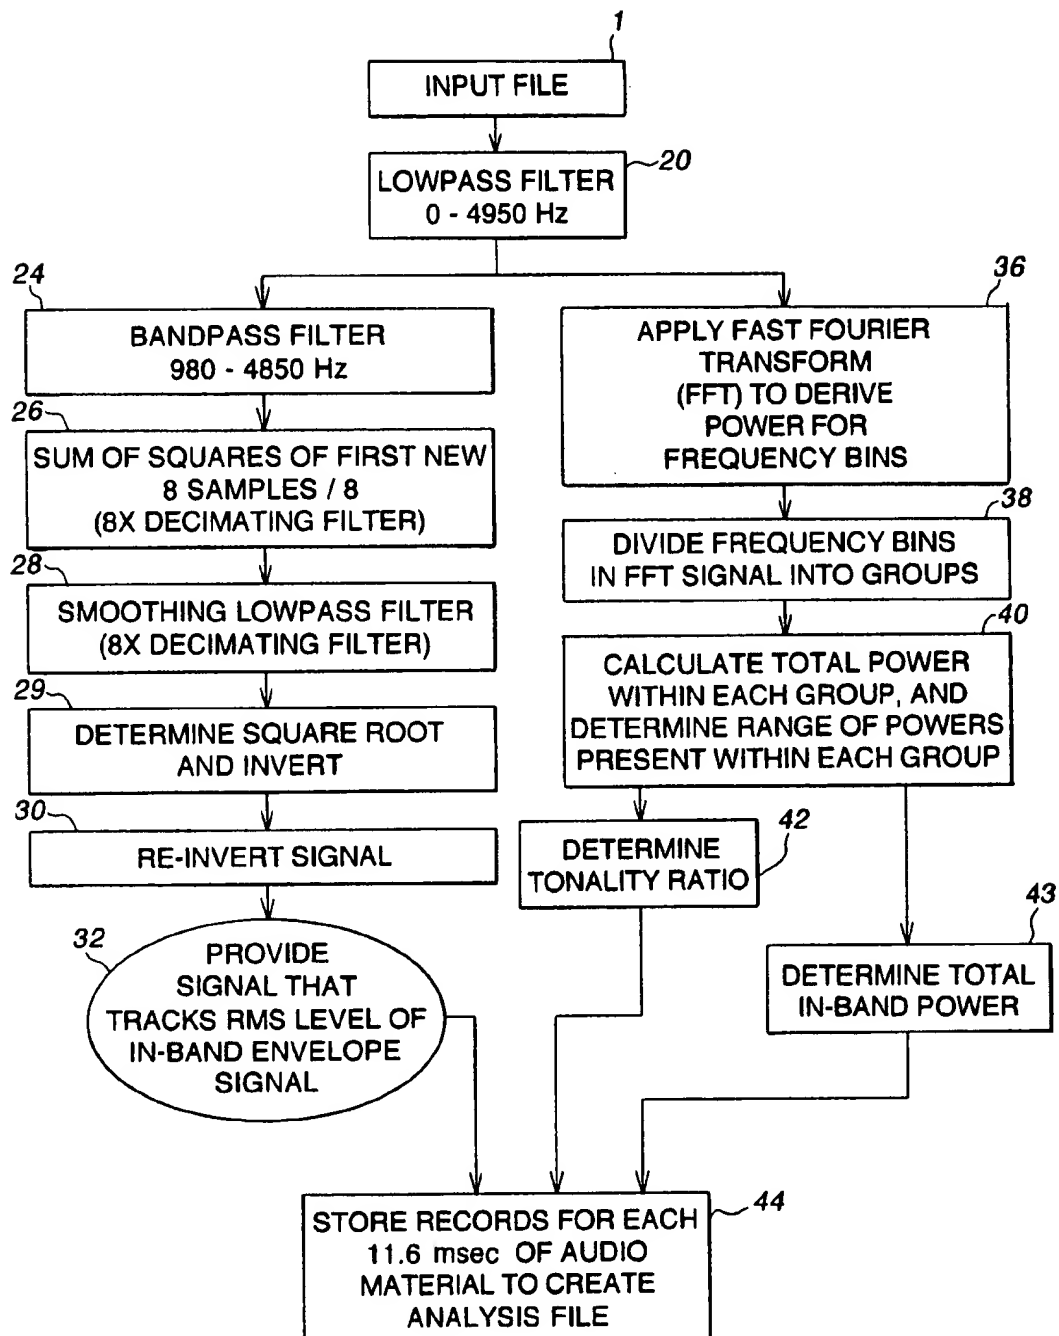 1
INPUT FILE
20
LOWPASS FILTER
0 - 4950 Hz
24
BANDPASS FILTER
980 - 4850 Hz
26
SUM OF SQUARES OF FIRST NEW
8 SAMPLES / 8
(8X DECIMATING FILTER)
28
SMOOTHING LOWPASS FILTER
(8X DECIMATING FILTER)
29
DETERMINE SQUARE ROOT
AND INVERT
30
RE-INVERT SIGNAL
32
PROVIDE
SIGNAL THAT
TRACKS RMS LEVEL OF
IN-BAND ENVELOPE
SIGNAL
36
APPLY FAST FOURIER
TRANSFORM
(FFT) TO DERIVE
POWER FOR
FREQUENCY BINS
38
DIVIDE FREQUENCY BINS
IN FFT SIGNAL INTO GROUPS
40
CALCULATE TOTAL POWER
WITHIN EACH GROUP, AND
DETERMINE RANGE OF POWERS
PRESENT WITHIN EACH GROUP
42
DETERMINE
TONALITY RATIO
43
DETERMINE TOTAL
IN-BAND POWER
44
STORE RECORDS FOR EACH
11.6 msec OF AUDIO
MATERIAL TO CREATE
ANALYSIS FILE